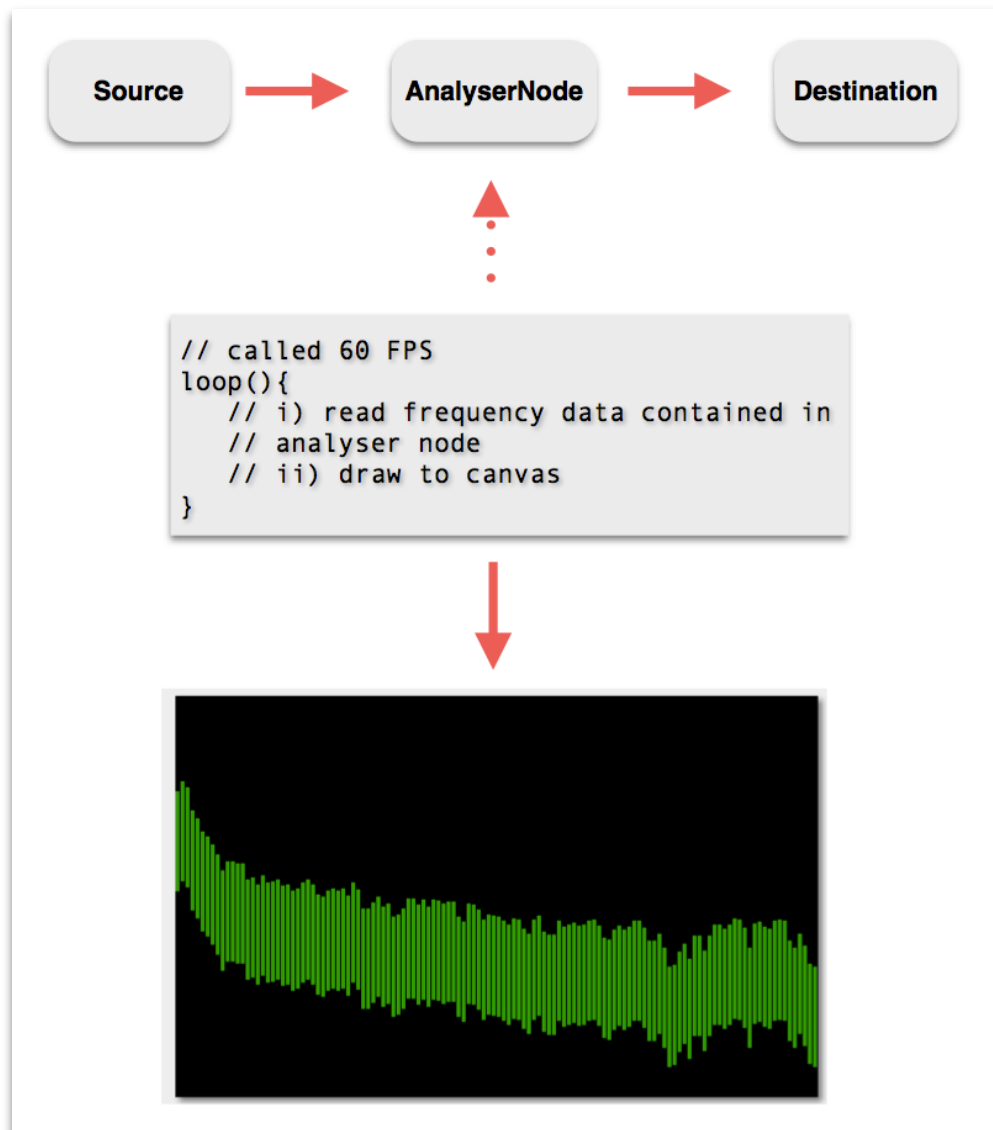 Source
AnalyserNode
Destination
// called 60 FPS
loop(){
   // i) read frequency data contained in
   // analyser node
   // ii) draw to canvas
}